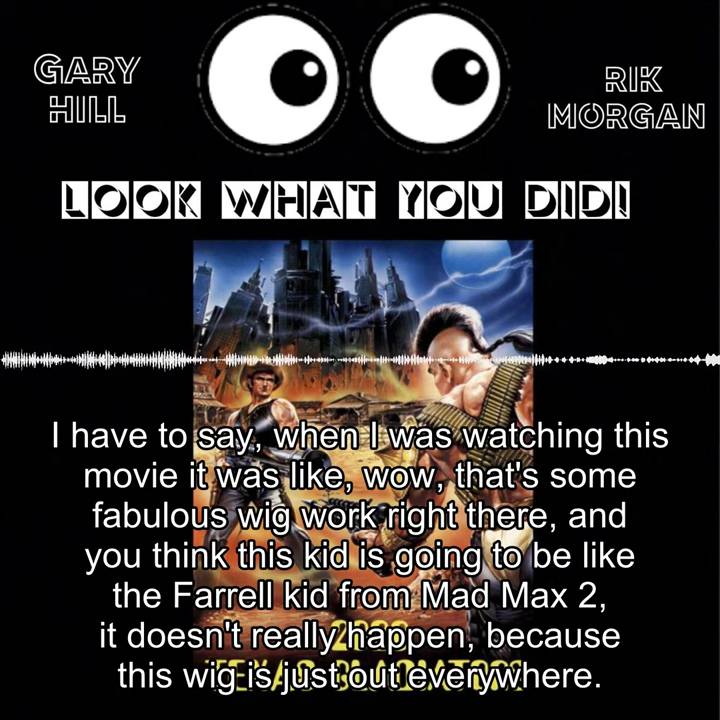 GARY
HILL
RIK
MORGAN
LOOK WHAT YOU DID!
I have to say, when I was watching this
movie it was like, wow, that's some
fabulous wig work right there, and
you think this kid is going to be like
the Farrell kid from Mad Max 2,
it doesn't really happen, because
this wig is just out everywhere.
TEXAS GLADIATORS